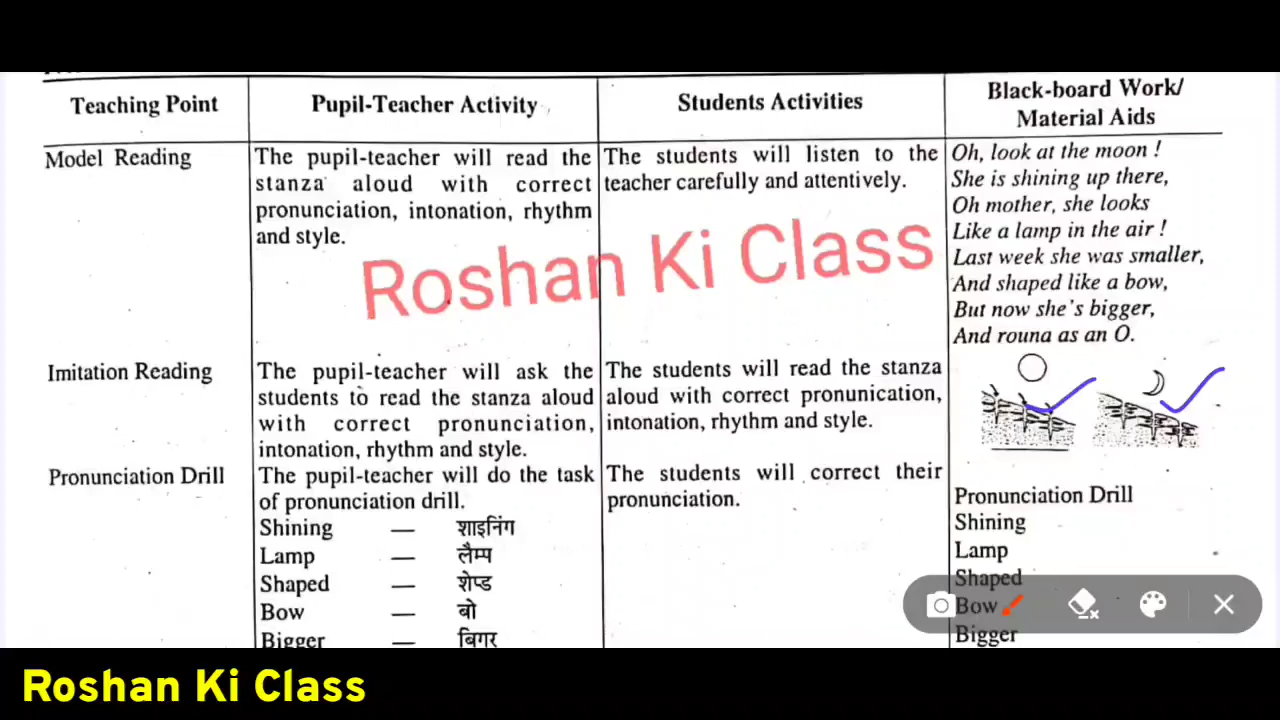 Teaching Point
Pupil-Teacher Activity
Students Activities
Black-board Work/
Material Aids
Model Reading
The pupil-teacher will read the
stanza aloud with correct
pronunciation, intonation, rhythm
and style.
The students will listen to the
teacher carefully and attentively.
Oh, look at the moon !
She is shining up there,
Oh mother, she looks
Like a lamp in the air !
Last week she was smaller,
And shaped like a bow,
But now she's bigger,
And rouna as an O.
Roshan Ki Class
Imitation Reading
The pupil-teacher will ask the
students to read the stanza aloud
with correct pronunciation,
intonation, rhythm and style.
The students will read the stanza
aloud with correct pronunication,
intonation, rhythm and style.
Pronunciation Drill
The pupil-teacher will do the task
of pronunciation drill.
Shining — शाइनिंग
Lamp — लैम्प
Shaped — शेप्ड
Bow — बो
Bigger — बिगर
The students will correct their
pronunciation.
Pronunciation Drill
Shining
Lamp
Shaped
Bow
Bigger
Roshan Ki Class